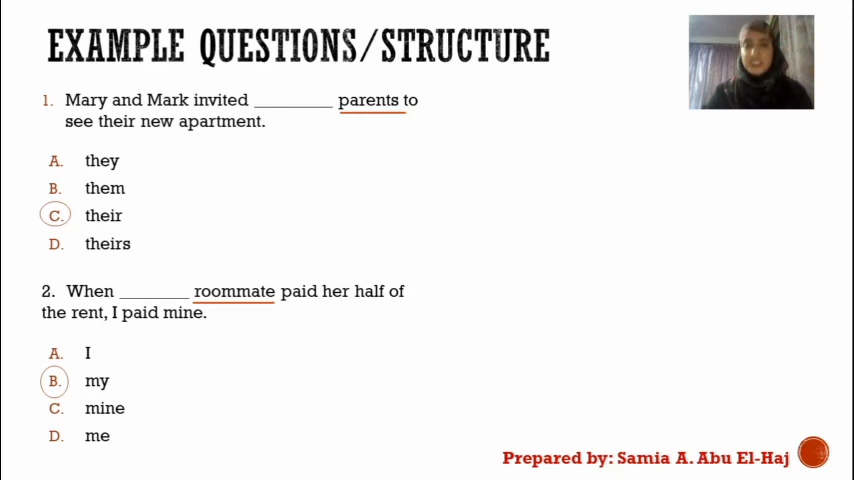 EXAMPLE QUESTIONS/STRUCTURE
1. Mary and Mark invited _________ parents to
see their new apartment.
A. they
B. them
C. their
D. theirs
2. When ________ roommate paid her half of
the rent, I paid mine.
A. I
B. my
C. mine
D. me
Prepared by: Samia A. Abu El-Haj